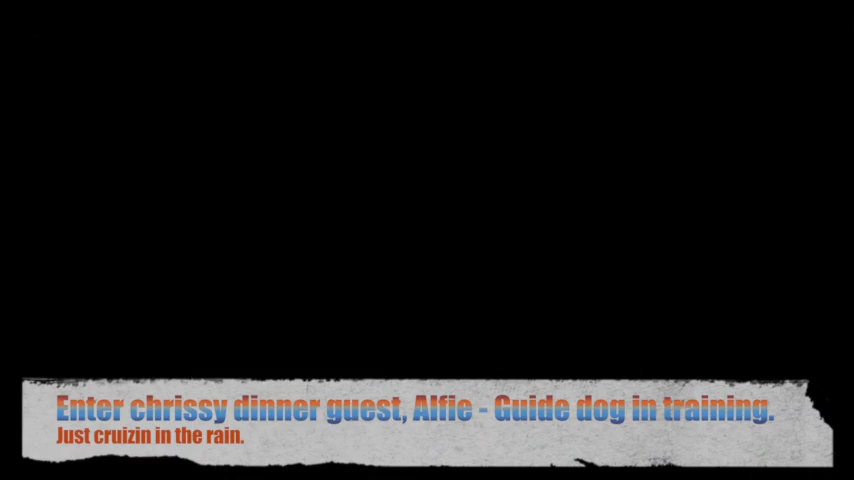 Enter chrissy dinner guest, Alfie - Guide dog in training.
Just cruizin in the rain.